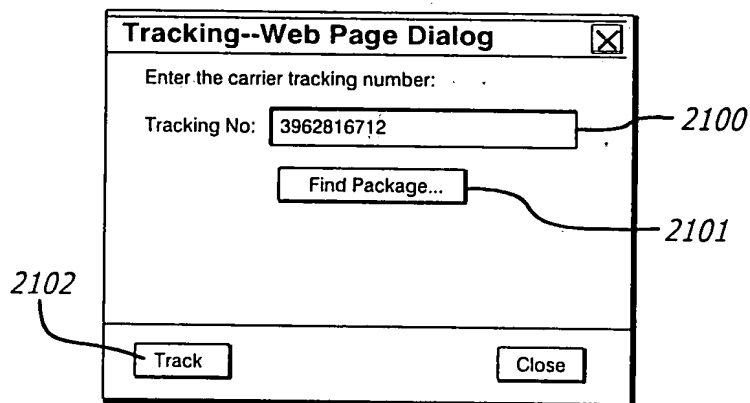 Tracking--Web Page Dialog
Enter the carrier tracking number:
Tracking No: 3962816712
2100
Find Package...
2101
2102
Track
Close